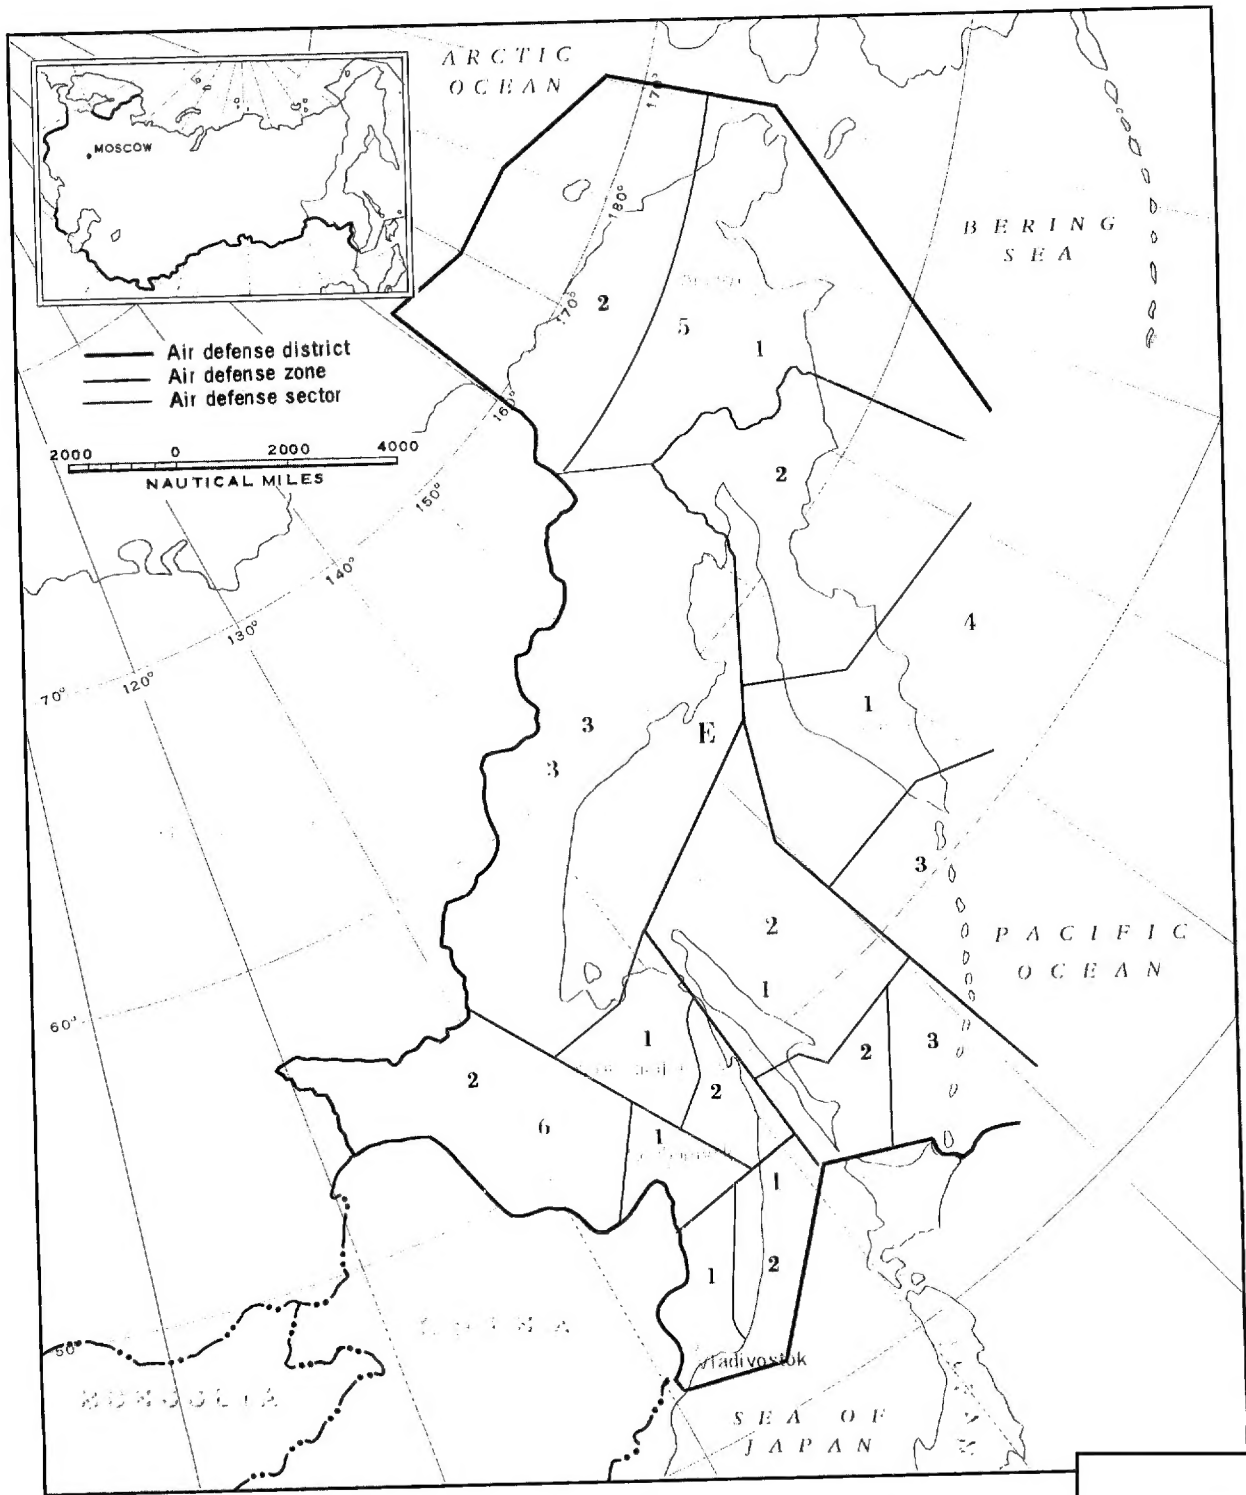 ARCTIC
OCEAN
MOSCOW
BERING
SEA
Air defense district
Air defense zone
Air defense sector
2000 0 2000 4000
NAUTICAL MILES
170°
180°
170°
160°
150°
140°
130°
120°
70°
60°
50
2
5
1
2
4
1
3
3
E
3
2
1
PACIFIC
OCEAN
1
2
2
3
2
6
1
1
1
2
CHINA
MONGOLIA
Vladivostok
SEA OF
JAPAN